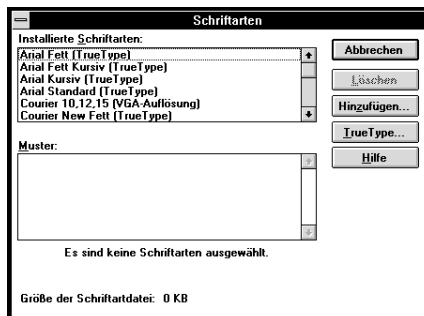 Schriftarten
Installierte Schriftarten:
Arial Fett (TrueType)
Arial Fett Kursiv (TrueType)
Arial Kursiv (TrueType)
Arial Standard (TrueType)
Courier 10,12,15 (VGA-Auflösung)
Courier New Fett (TrueType)
Abbrechen
Löschen
Hinzufügen...
TrueType...
Hilfe
Muster:
Es sind keine Schriftarten ausgewählt.
Größe der Schriftartdatei: 0 KB